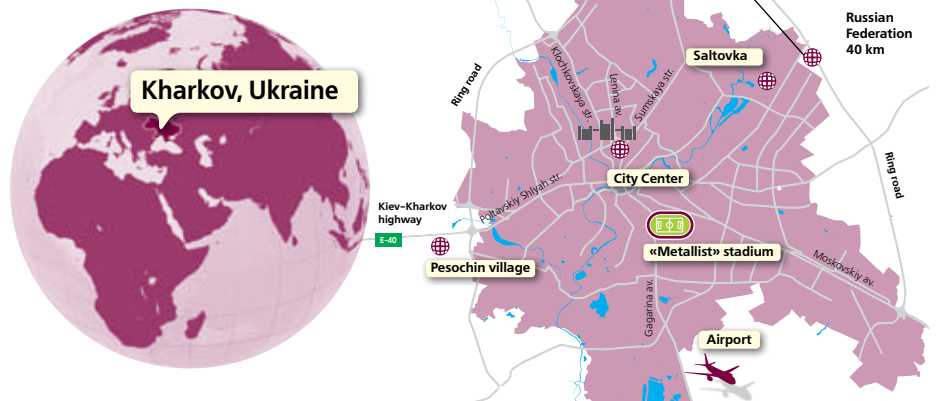 Kharkov, Ukraine
Russian
Federation
40 km
Saltovka
Ring road
Klochkovskaya str.
Lenina av.
Sumskaya str.
City Center
Ring road
Poltavskiy Shlyah str.
Kiev–Kharkov
highway
E-40
Pesochin village
«Metallist» stadium
Moskovskiy av.
Gagarina av.
Airport